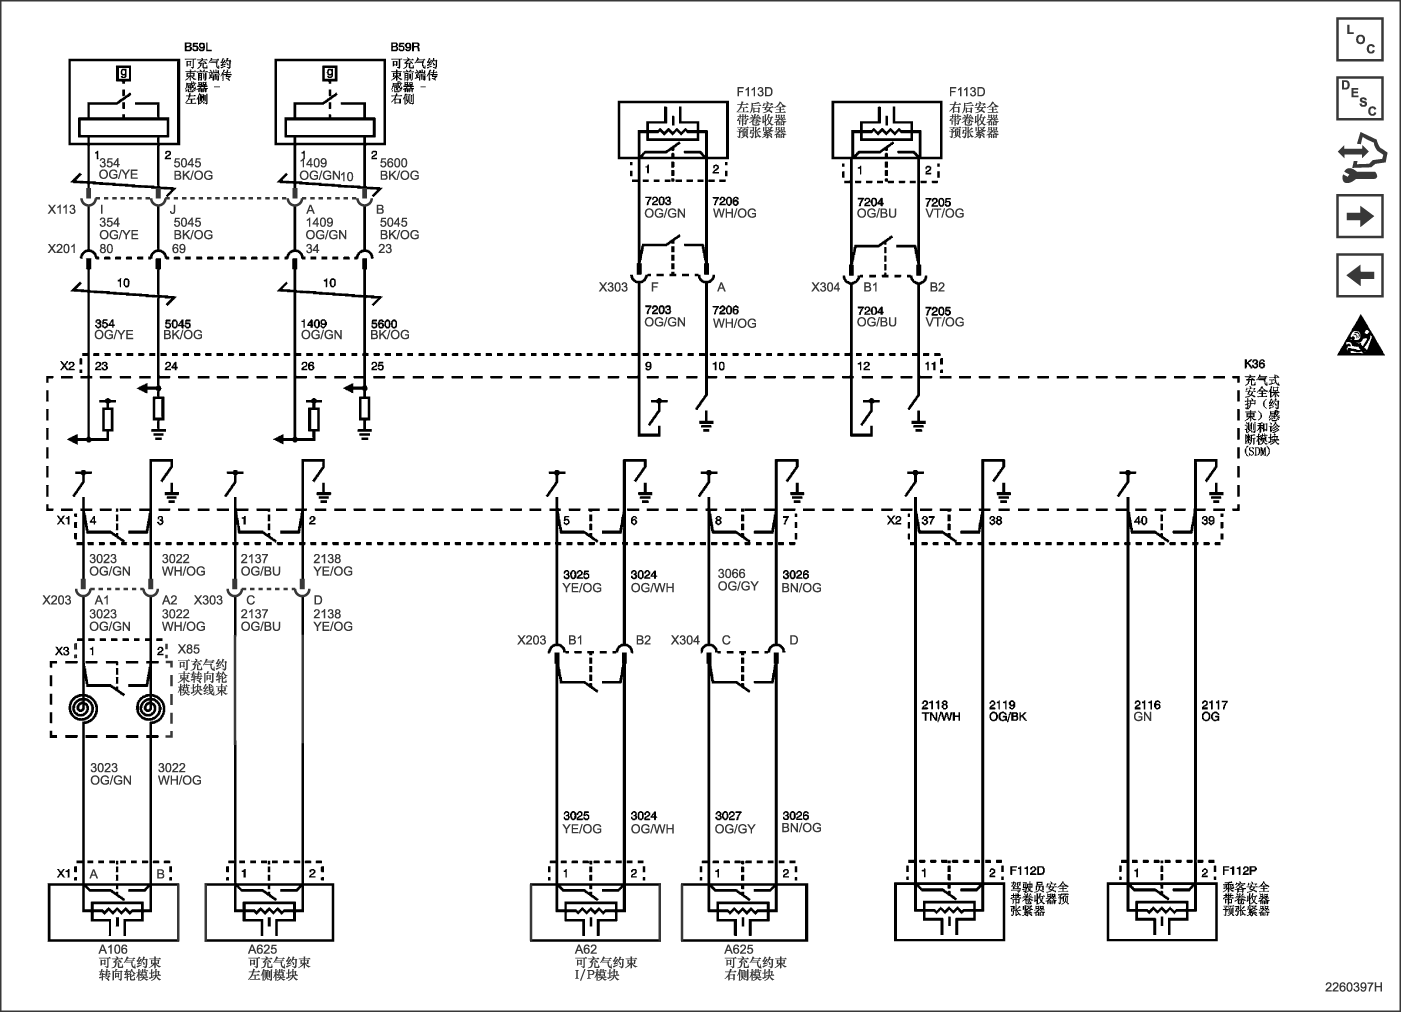 B59L
可充气约
束前端传
感器 -
左侧
g
1
2
354
OG/YE
5045
BK/OG
B59R
可充气约
束前端传
感器 -
右侧
g
1
2
1409
OG/GN
10
5600
BK/OG
X113
I
J
A
B
354
OG/YE
5045
BK/OG
1409
OG/GN
5045
BK/OG
X201
80
69
34
23
10
10
354
OG/YE
5045
BK/OG
1409
OG/GN
5600
BK/OG
F113D
左后安全
带卷收器
预张紧器
1
2
7203
OG/GN
7206
WH/OG
X303
F
A
7203
OG/GN
7206
WH/OG
F113D
右后安全
带卷收器
预张紧器
1
2
7204
OG/BU
7205
VT/OG
X304
B1
B2
7204
OG/BU
7205
VT/OG
X2
23
24
26
25
9
10
12
11
K36
充气式
安全保
护（约
束）感
测和诊
断模块
(SDM)
X1
4
3
1
2
5
6
8
7
X2
37
38
40
39
3023
OG/GN
3022
WH/OG
2137
OG/BU
2138
YE/OG
3025
YE/OG
3024
OG/WH
3066
OG/GY
3026
BN/OG
X203
A1
A2
X303
C
D
3023
OG/GN
3022
WH/OG
2137
OG/BU
2138
YE/OG
X203
B1
B2
X304
C
D
X3
1
2
X85
可充气约
束转向轮
模块线束
2118
TN/WH
2119
OG/BK
2116
GN
2117
OG
3023
OG/GN
3022
WH/OG
3025
YE/OG
3024
OG/WH
3027
OG/GY
3026
BN/OG
X1
A
B
1
2
1
2
1
2
1
2
F112D
驾驶员安全
带卷收器预
张紧器
1
2
F112P
乘客安全
带卷收器
预张紧器
A106
可充气约束
转向轮模块
A625
可充气约束
左侧模块
A62
可充气约束
I/P模块
A625
可充气约束
右侧模块
LOC
DESC
2260397H